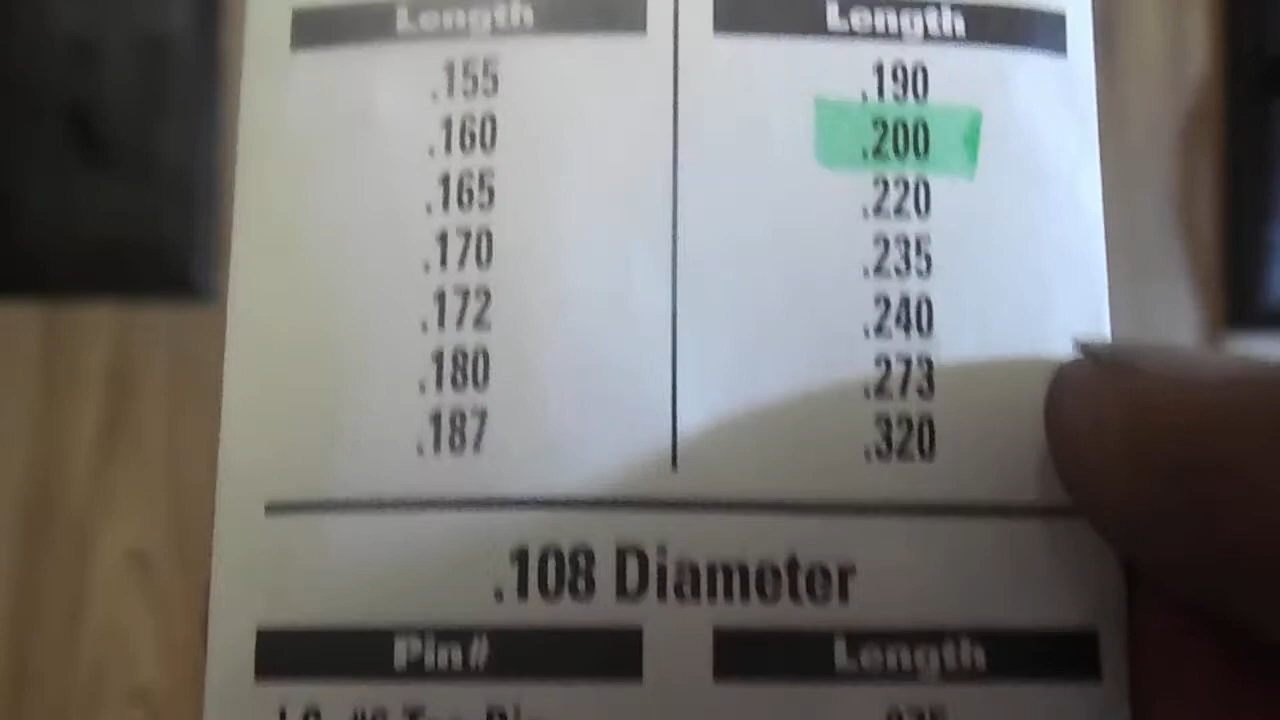 Length Length
.155 .190
.160 .200
.165 .220
.170 .235
.172 .240
.180 .273
.187 .320
.108 Diameter
Pin# Length